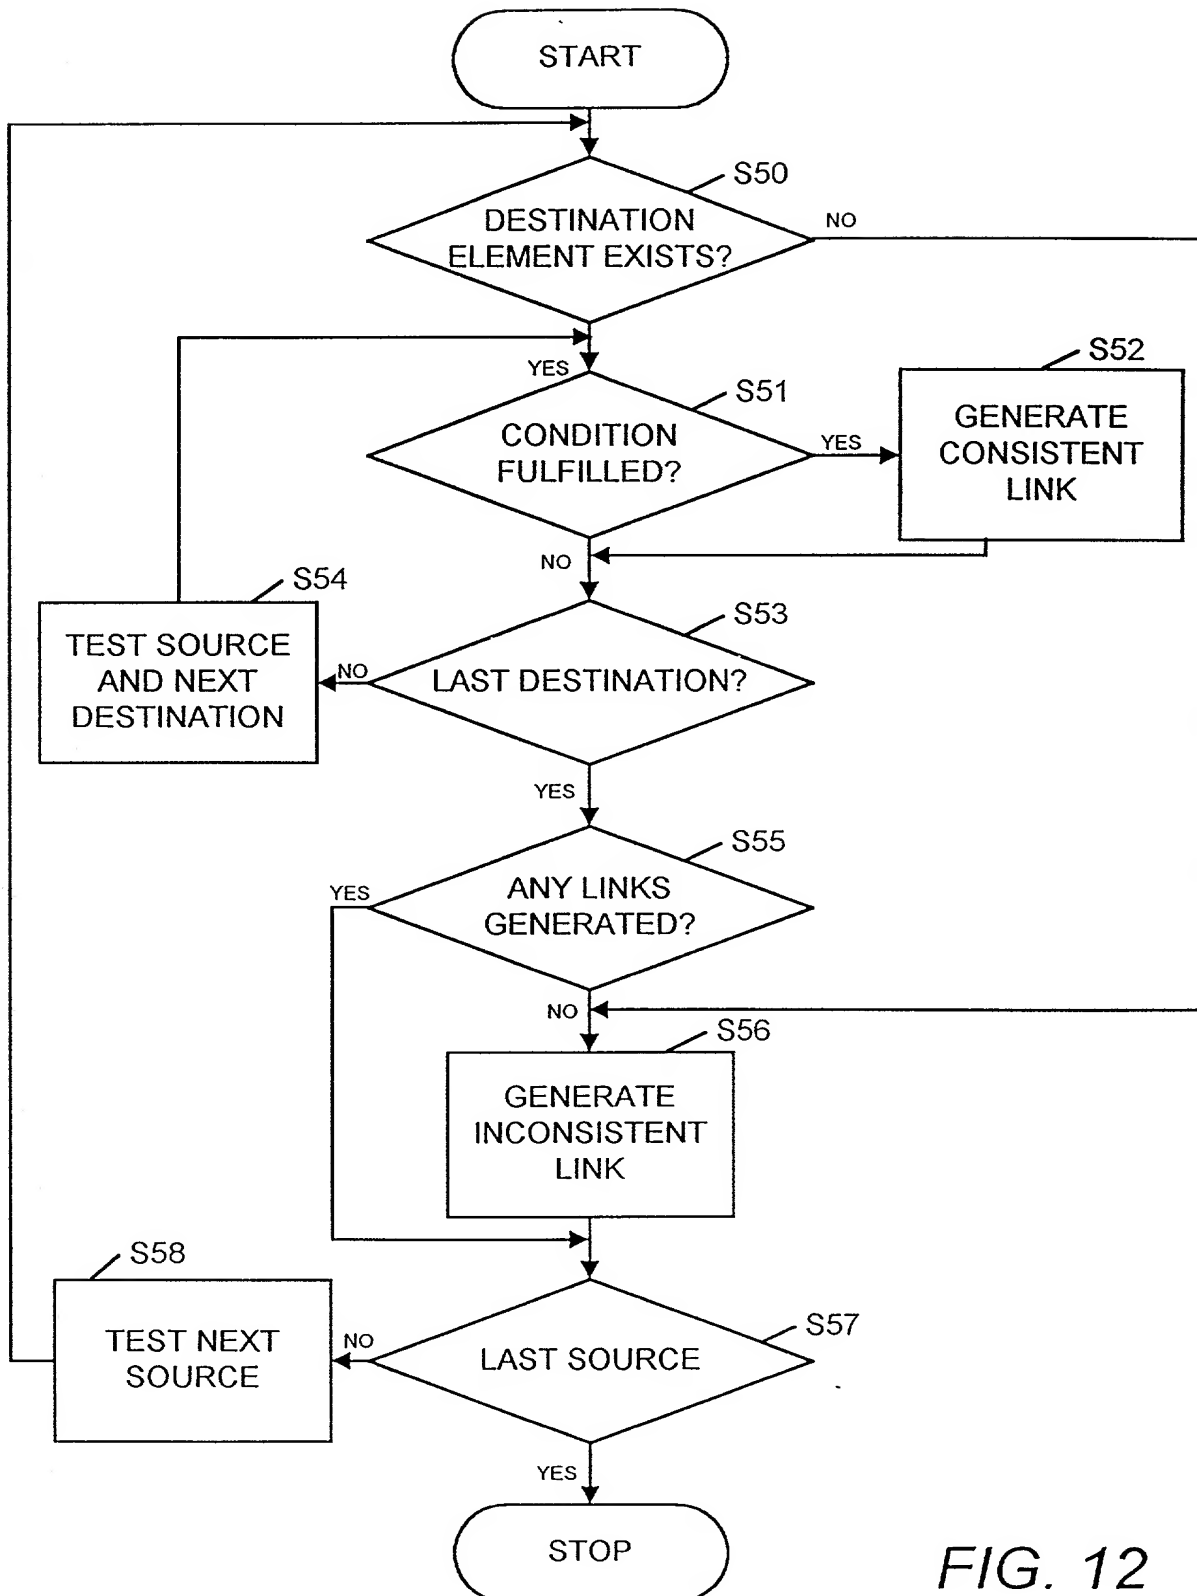 START
S50
DESTINATION
ELEMENT EXISTS?
NO
YES
S51
CONDITION
FULFILLED?
YES
S52
GENERATE
CONSISTENT
LINK
NO
S54
TEST SOURCE
AND NEXT
DESTINATION
NO
S53
LAST DESTINATION?
YES
S55
ANY LINKS
GENERATED?
YES
NO
S56
GENERATE
INCONSISTENT
LINK
S58
TEST NEXT
SOURCE
NO
S57
LAST SOURCE
YES
STOP
FIG. 12